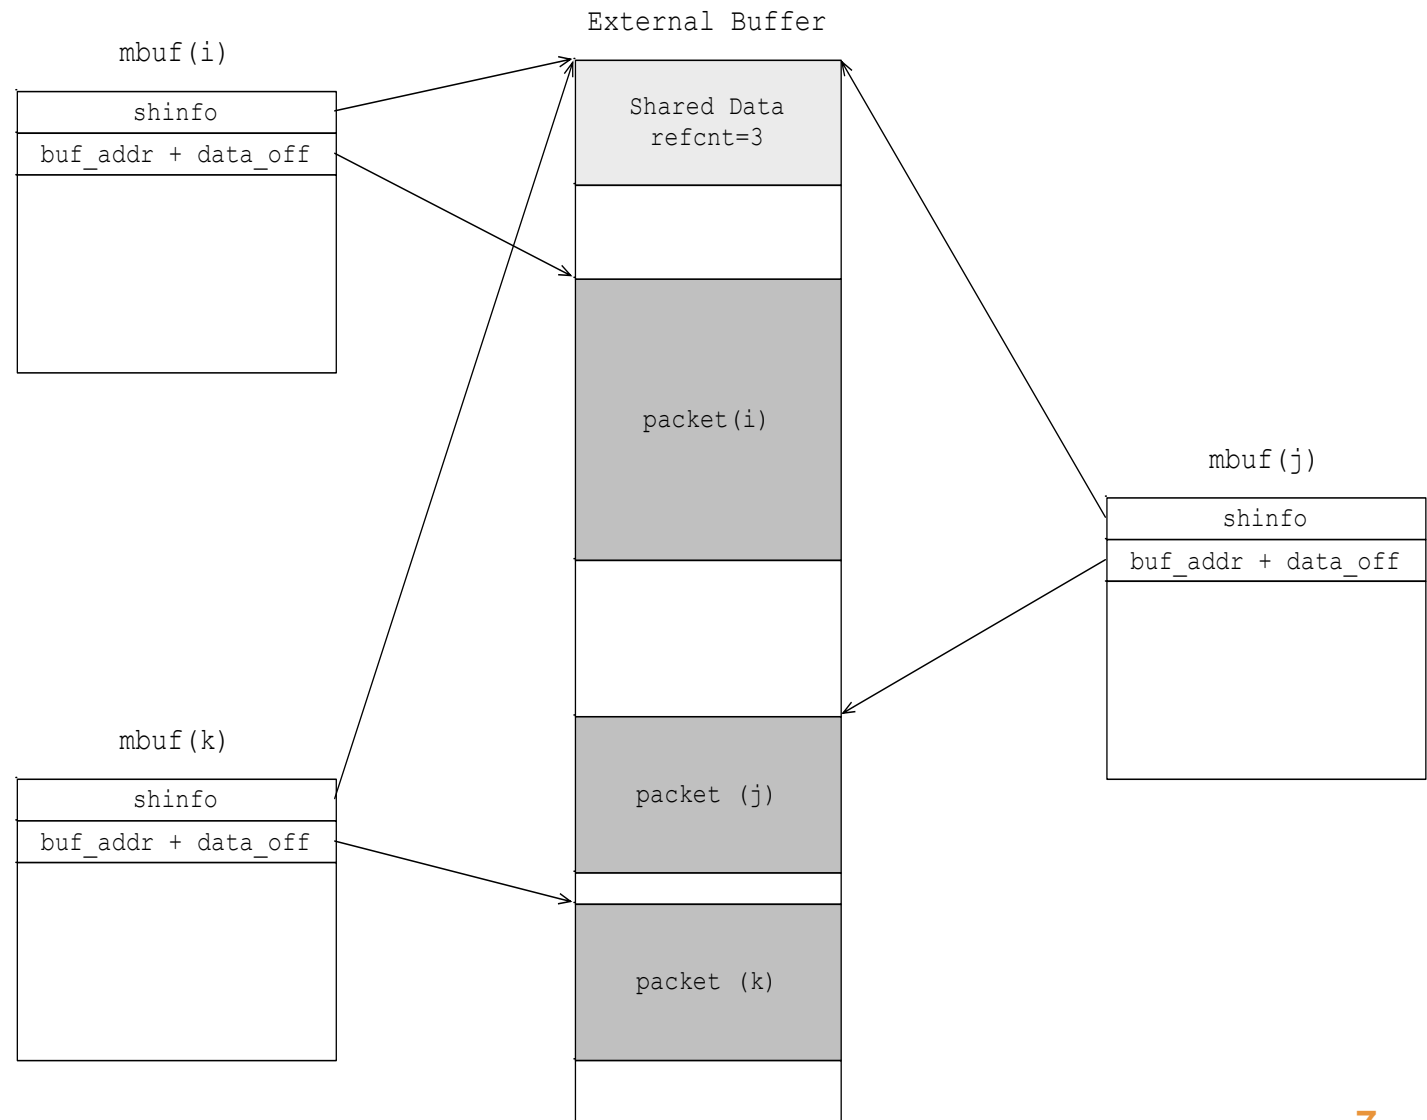 External Buffer
mbuf(i)
shinfo
buf_addr + data_off
Shared Data
refcnt=3
packet(i)
mbuf(j)
shinfo
buf_addr + data_off
mbuf(k)
shinfo
buf_addr + data_off
packet (j)
packet (k)